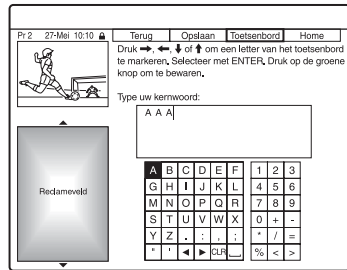 Pr 2 27-Mei 10:10
Terug Opslaan Toetsenbord Home
Druk ➡, ⬅, ⬇ of ⬆ om een letter van het toetsenbord
te markeren. Selecteer met ENTER. Druk op de groene
knop om te bewaren.
Type uw kernwoord:
A A A
Reclameveld
A B C D E F 1 2 3
G H I J K L 4 5 6
M N O P Q R 7 8 9
S T U V W X 0 + -
Y Z . : , ; * / =
" ' ◄ ► CLR % < >